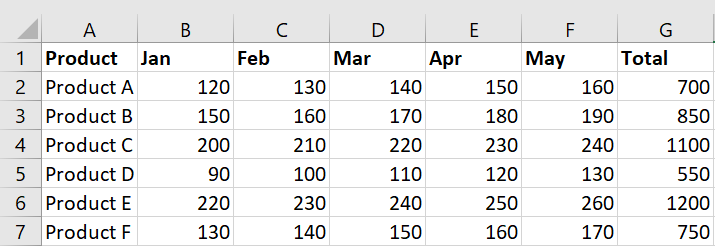 A B C D E F G
1 Product Jan Feb Mar Apr May Total
2 Product A 120 130 140 150 160 700
3 Product B 150 160 170 180 190 850
4 Product C 200 210 220 230 240 1100
5 Product D 90 100 110 120 130 550
6 Product E 220 230 240 250 260 1200
7 Product F 130 140 150 160 170 750